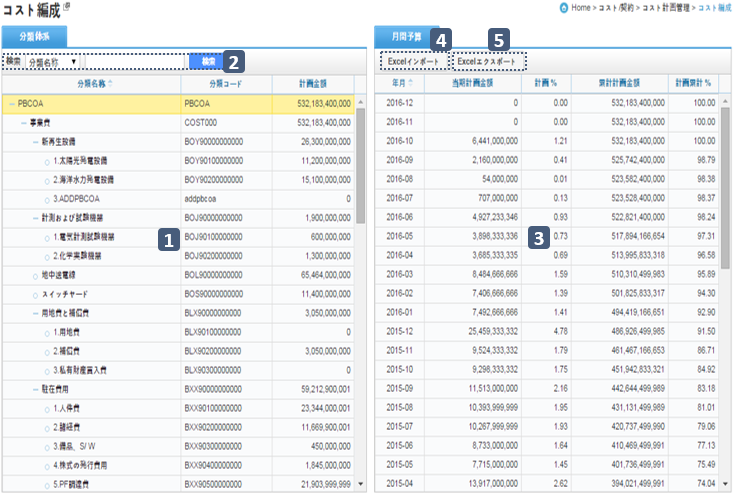 コスト編成
Home > コスト/契約 > コスト計画管理 > コスト編成
分類体系
検索 分類名称 ▼ 検索 2
分類名称 分類コード 計画金額
PBCOA PBCOA 532,183,400,000
事業費 COST000 532,183,400,000
新再生設備 BOY90000000000 26,300,000,000
1.太陽光発電設備 BOY90100000000 11,200,000,000
2.海洋水力発電設備 BOY90200000000 15,100,000,000
3.ADDPBCOA addpbcoa 0
計測および試験機器 BOJ90000000000 1,900,000,000
1.電気計測試験機器 BOJ90100000000 600,000,000
1
2.化学実験機器 BOJ90200000000 1,300,000,000
地中送電線 BOL90000000000 65,464,000,000
スイッチヤード BOS90000000000 11,400,000,000
用地費と補償費 BLX90000000000 3,050,000,000
1.用地費 BLX90100000000 0
2.補償費 BLX90200000000 3,050,000,000
3.私有財産買入費 BLX90300000000 0
駐在費用 BXX90000000000 59,212,900,001
1.人件費 BXX90100000000 23,344,000,001
2.諸経費 BXX90200000000 11,669,900,001
3.備品、S/W BXX90300000000 450,000,000
4.株式の発行費用 BXX90400000000 1,845,000,000
5.PF調達費 BXX90500000000 21,903,999,999
月間予算
4 5
Excelインポート Excelエクスポート
年月 当期計画金額 計画 % 累計計画金額 計画累計 %
2016-12 0 0.00 532,183,400,000 100.00
2016-11 0 0.00 532,183,400,000 100.00
2016-10 6,441,000,000 1.21 532,183,400,000 100.00
2016-09 2,160,000,000 0.41 525,742,400,000 98.79
2016-08 54,000,000 0.01 523,582,400,000 98.38
2016-07 707,000,000 0.13 523,528,400,000 98.37
2016-06 4,927,233,346 0.93 522,821,400,000 98.24
2016-05 3,898,333,336 0.73 517,894,166,654 97.31
3
2016-04 3,685,333,335 0.69 513,995,833,318 96.58
2016-03 8,484,666,666 1.59 510,310,499,983 95.89
2016-02 7,406,666,666 1.39 501,825,833,317 94.30
2016-01 7,492,666,666 1.41 494,419,166,651 92.90
2015-12 25,459,333,332 4.78 486,926,499,985 91.50
2015-11 9,524,333,332 1.79 461,467,166,653 86.71
2015-10 9,298,333,332 1.75 451,942,833,321 84.92
2015-09 11,513,000,000 2.16 442,644,499,989 83.18
2015-08 10,393,999,999 1.95 431,131,499,989 81.01
2015-07 10,267,999,999 1.93 420,737,499,990 79.06
2015-06 8,733,000,000 1.64 410,469,499,991 77.13
2015-05 7,715,000,000 1.45 401,736,499,991 75.49
2015-04 13,917,000,000 2.62 394,021,499,991 74.04